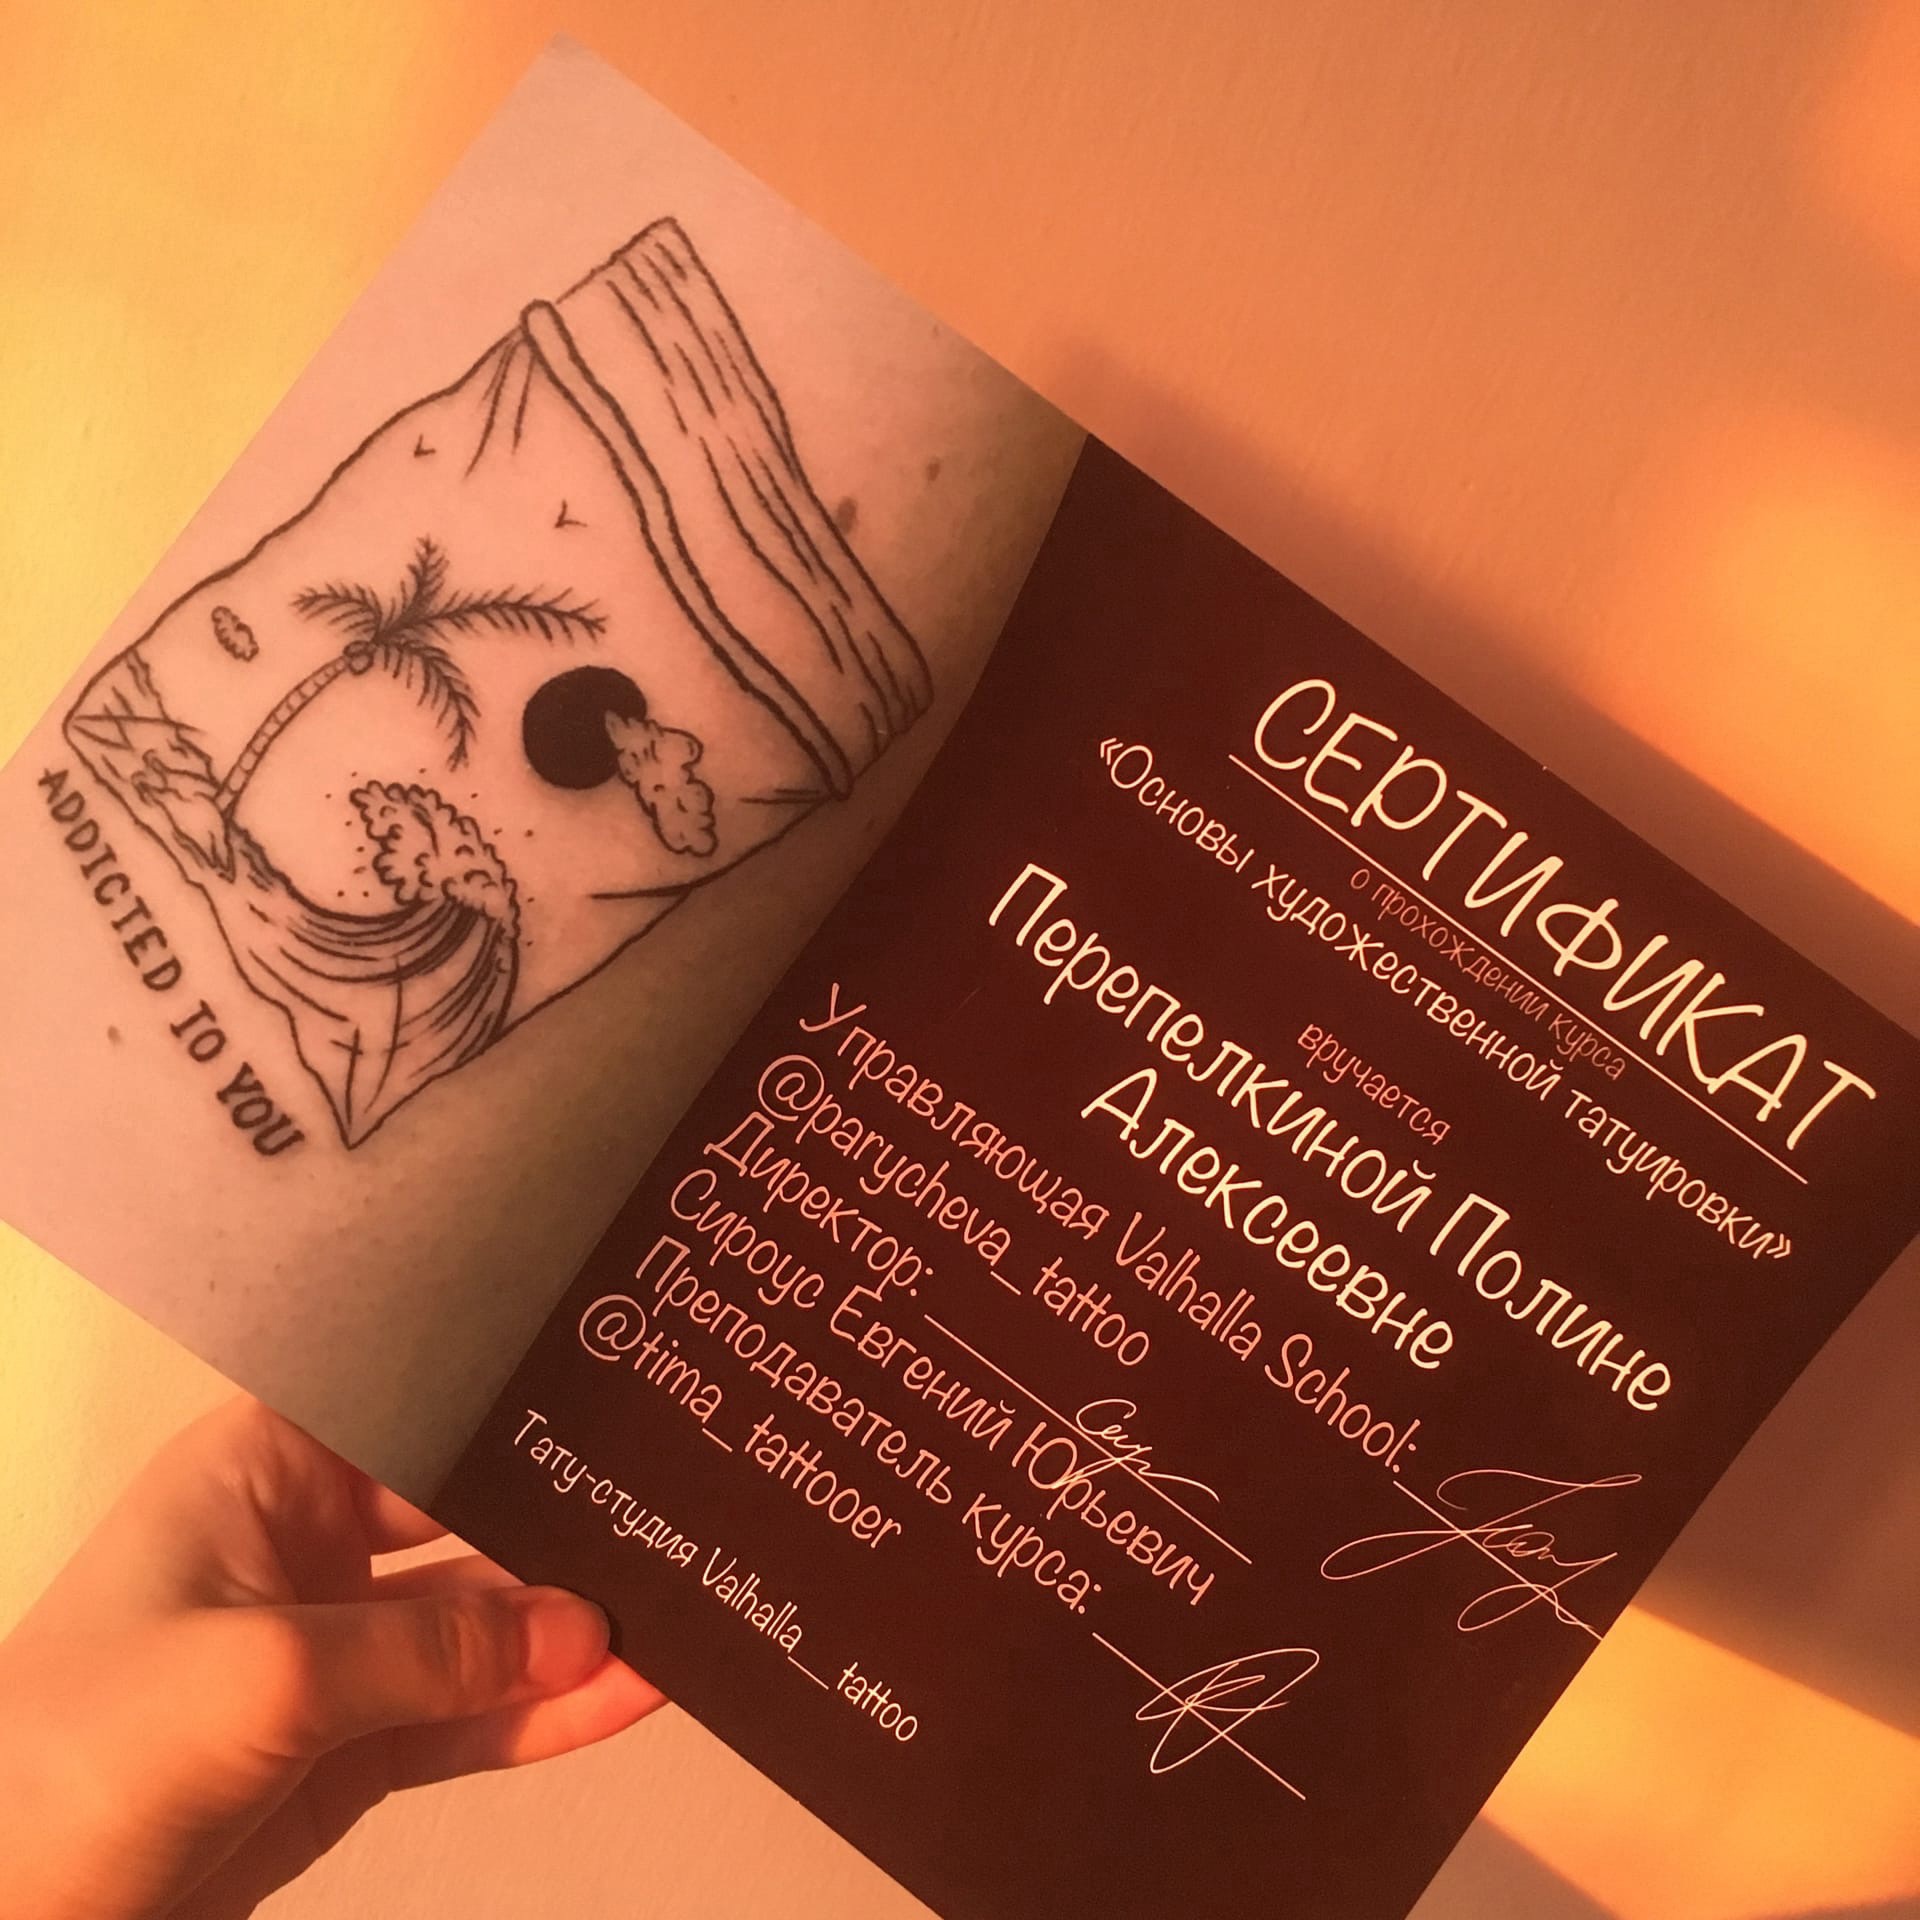 ADDICTED TO YOU
СЕРТИФИКАТ
о прохождении курса
«Основы художественной татуировки»
вручается
Перепелкиной Полине
Алексеевне
Управляющая Valhalla School:
@parycheva_tattoo
Директор:
Сироус Евгений Юрьевич
Преподаватель курса:
@tima_tattooer
Тату-студия Valhalla__tattoo